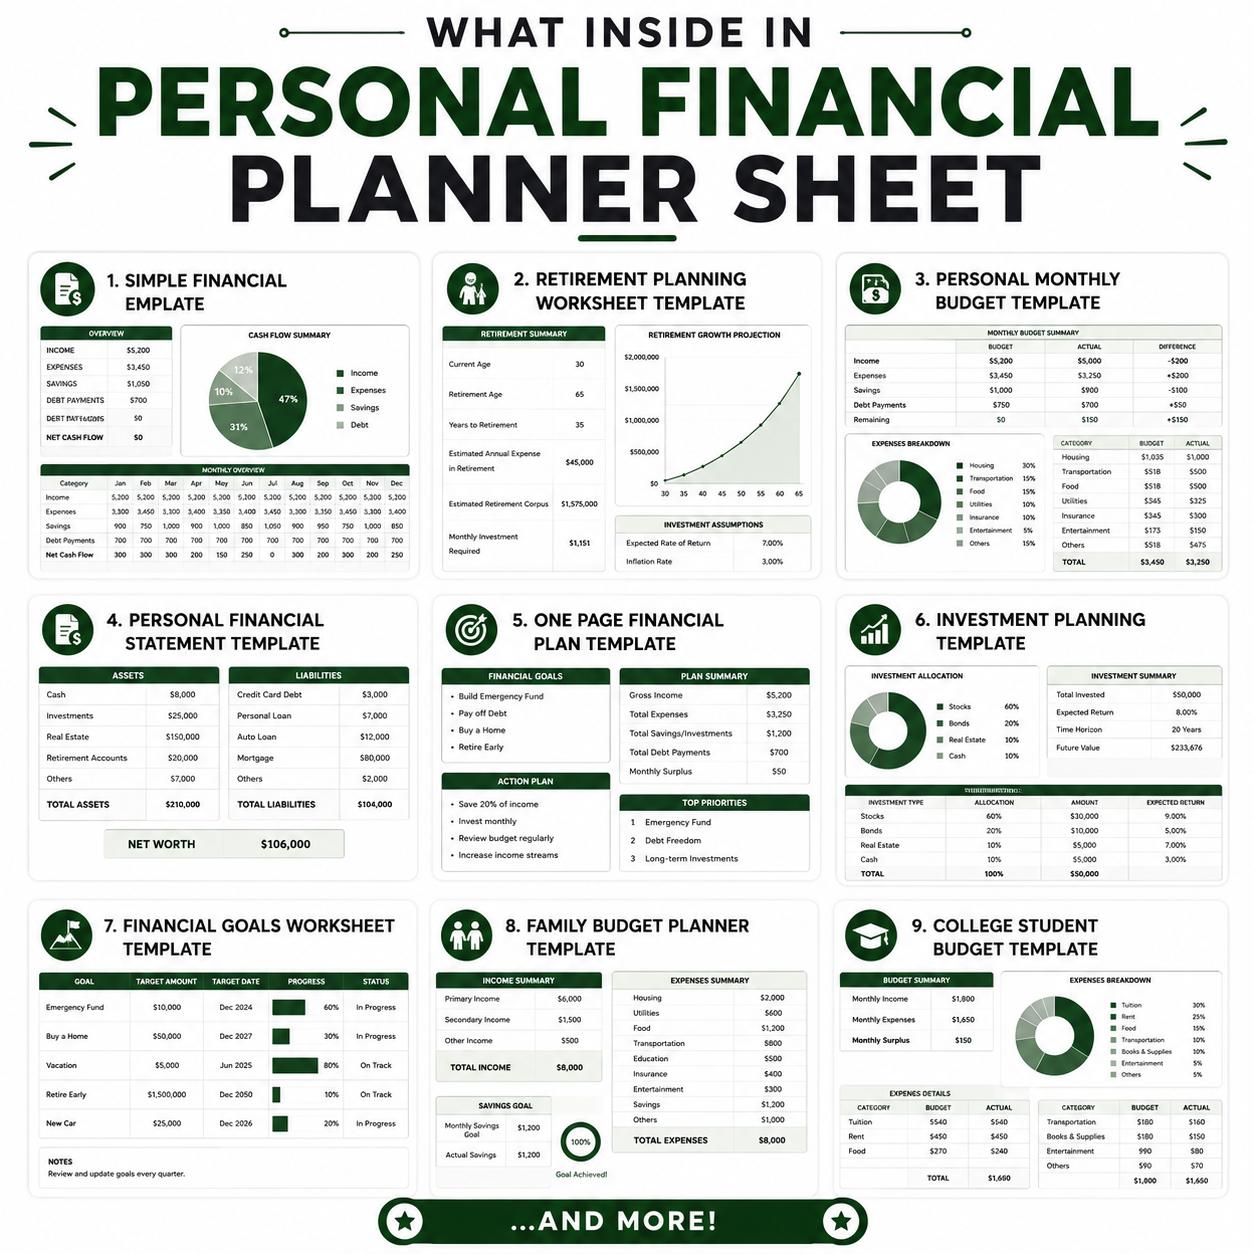 WHAT INSIDE IN
PERSONAL FINANCIAL
PLANNER SHEET
1. SIMPLE FINANCIAL
EMPLATE
OVERVIEW
INCOME $5,200
EXPENSES $3,450
SAVINGS $1,050
DEBT PAYMENTS $700
DEBT $0
NET CASH FLOW $0
CASH FLOW SUMMARY
12%
10%
47%
31%
Income
Expenses
Savings
Debt
MONTHLY OVERVIEW
Category Jan Feb Mar Apr May Jun Jul Aug Sep Oct Nov Dec
Income 5,200 5,200 5,200 5,200 5,200 5,200 5,200 5,200 5,200 5,200 5,200 5,200
Expenses 3,300 3,450 3,300 3,400 3,350 3,400 3,450 3,300 3,350 3,450 3,300 3,400
Savings 900 750 1,000 900 1,000 850 1,050 900 950 750 1,000 850
Debt Payments 700 700 700 700 700 700 700 700 700 700 700 700
Net Cash Flow 300 300 300 200 150 250 0 300 200 300 200 250
2. RETIREMENT PLANNING
WORKSHEET TEMPLATE
RETIREMENT SUMMARY
Current Age 30
Retirement Age 65
Years to Retirement 35
Estimated Annual Expense
in Retirement
$45,000
Estimated Retirement Corpus $1,575,000
Monthly Investment
Required
$1,151
RETIREMENT GROWTH PROJECTION
$2,000,000
$1,500,000
$1,000,000
$500,000
$0
30 35 40 45 50 55 60 65
INVESTMENT ASSUMPTIONS
Expected Rate of Return 7.00%
Inflation Rate 3,00%
3. PERSONAL MONTHLY
BUDGET TEMPLATE
MONTHLY BUDGET SUMMARY
BUDGET ACTUAL DIFFERENCE
Income $5,200 $5,000 -$200
Expenses $3,450 $3,250 +$200
Savings $1,000 $900 -$100
Debt Payments $750 $700 +$50
Remaining $0 $150 +$150
EXPENSES BREAKDOWN
Housing 30%
Transportation 15%
Food 15%
Utilities 10%
Insurance 10%
Entertainment 5%
Others 15%
CATEGORY BUDGET ACTUAL
Housing $1,035 $1,000
Transportation $518 $500
Food $518 $500
Utilities $345 $325
Insurance $345 $300
Entertainment $173 $150
Others $518 $475
TOTAL $3,450 $3,250
4. PERSONAL FINANCIAL
STATEMENT TEMPLATE
ASSETS
Cash $8,000
Investments $25,000
Real Estate $150,000
Retirement Accounts $20,000
Others $7,000
TOTAL ASSETS $210,000
LIABILITIES
Credit Card Debt $3,000
Personal Loan $7,000
Auto Loan $12,000
Mortgage $80,000
Others $2,000
TOTAL LIABILITIES $104,000
NET WORTH $106,000
5. ONE PAGE FINANCIAL
PLAN TEMPLATE
FINANCIAL GOALS
• Build Emergency Fund
• Pay off Debt
• Buy a Home
• Retire Early
ACTION PLAN
• Save 20% of income
• Invest monthly
• Review budget regularly
• Increase income streams
PLAN SUMMARY
Gross Income $5,200
Total Expenses $3,250
Total Savings/Investments $1,200
Total Debt Payments $700
Monthly Surplus $50
TOP PRIORITIES
1 Emergency Fund
2 Debt Freedom
3 Long-term Investments
6. INVESTMENT PLANNING
TEMPLATE
INVESTMENT ALLOCATION
Stocks 60%
Bonds 20%
Real Estate 10%
Cash 10%
INVESTMENT SUMMARY
Total Invested $50,000
Expected Return 8.00%
Time Horizon 20 Years
Future Value $233,676
INVESTMENT TYPE ALLOCATION AMOUNT EXPECTED RETURN
Stocks 60% $30,000 9.00%
Bonds 20% $10,000 5,00%
Real Estate 10% $5,000 7,00%
Cash 10% $5,000 3,00%
TOTAL 100% $50,000
7. FINANCIAL GOALS WORKSHEET
TEMPLATE
GOAL TARGET AMOUNT TARGET DATE PROGRESS STATUS
Emergency Fund $10,000 Dec 2024 60% In Progress
Buy a Home $50,000 Dec 2027 30% In Progress
Vacation $5,000 Jun 2025 80% On Track
Retire Early $1,500,000 Dec 2050 10% On Track
New Car $25,000 Dec 2026 20% In Progress
NOTES
Review and update goals every quarter.
8. FAMILY BUDGET PLANNER
TEMPLATE
INCOME SUMMARY
Primary Income $6,000
Secondary Income $1,500
Other Income $500
TOTAL INCOME $8,000
SAVINGS GOAL
Monthly Savings
Goal
$1,200
Actual Savings $1,200
100%
Goal Achieved!
EXPENSES SUMMARY
Housing $2,000
Utilities $600
Food $1,200
Transportation $800
Education $500
Insurance $400
Entertainment $300
Savings $1,200
Others $1,000
TOTAL EXPENSES $8,000
9. COLLEGE STUDENT
BUDGET TEMPLATE
BUDGET SUMMARY
Monthly Income $1,800
Monthly Expenses $1,650
Monthly Surplus $150
EXPENSES BREAKDOWN
Tuition 30%
Rent 25%
Food 15%
Transportation 10%
Books & Supplies 10%
Entertainment 5%
Others 5%
EXPENES DETAILS
CATEGORY BUDGET ACTUAL
Tuition $540 $540
Rent $450 $450
Food $270 $240
TOTAL $1,650
CATEGORY BUDGET ACTUAL
Transportation $180 $160
Books & Supplies $180 $150
Entertainment 990 $80
Others $90 $70
$1,000 $1,650
...AND MORE!